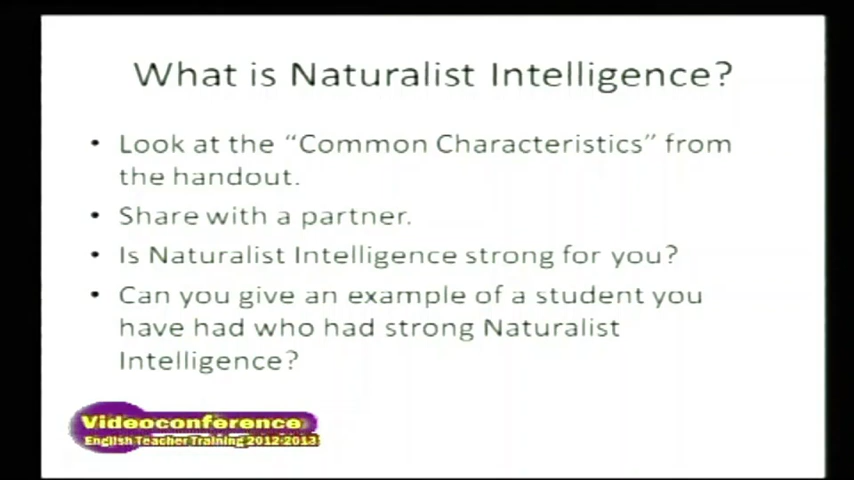 What is Naturalist Intelligence?
• Look at the “Common Characteristics” from
the handout.
• Share with a partner.
• Is Naturalist Intelligence strong for you?
• Can you give an example of a student you
have had who had strong Naturalist
Intelligence?
Videoconference
English Teacher Training 2012-2013